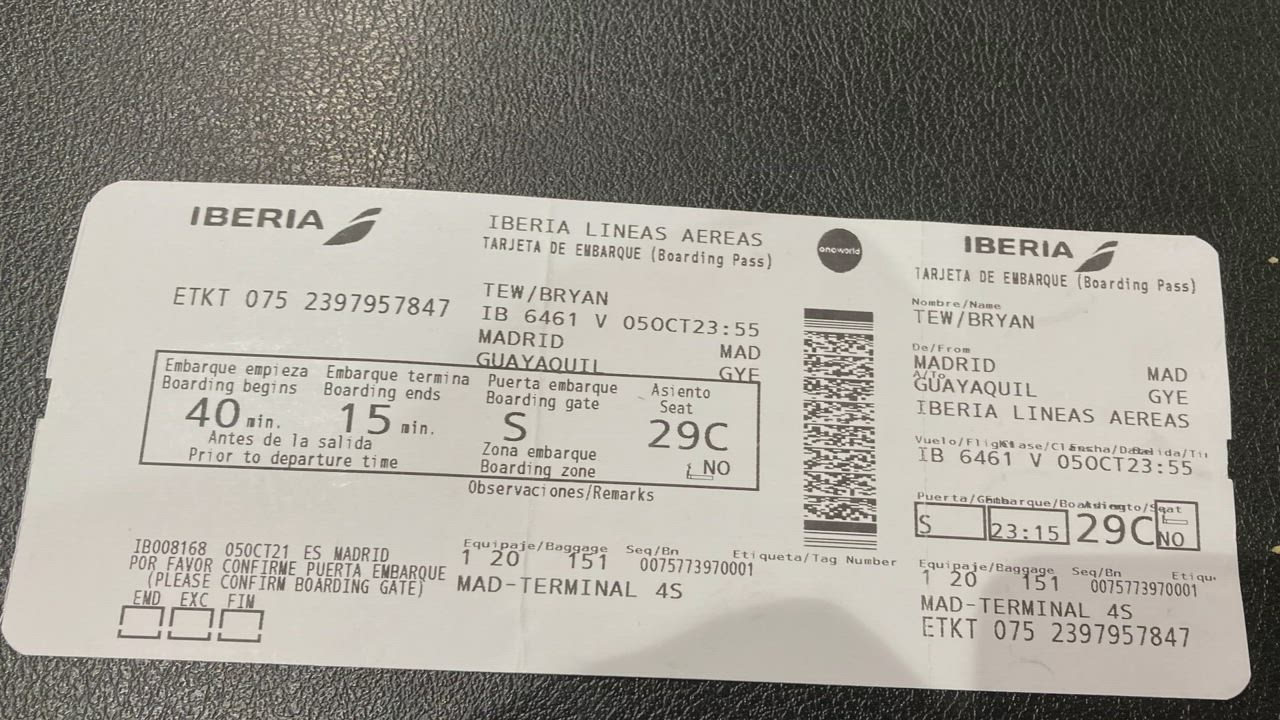 IBERIA
IBERIA LINEAS AEREAS
TARJETA DE EMBARQUE (Boarding Pass)
oneworld
ETKT 075 2397957847
TEW/BRYAN
IB 6461 V 05OCT23:55
MADRID MAD
GUAYAQUIL GYE
Embarque empieza Embarque termina Puerta embarque Asiento
Boarding begins Boarding ends Boarding gate Seat
40 min. 15 min. S 29C
Antes de la salida Zona embarque
Prior to departure time Boarding zone NO
Observaciones/Remarks
IB008168 05OCT21 ES MADRID
POR FAVOR CONFIRME PUERTA EMBARQUE
(PLEASE CONFIRM BOARDING GATE)
EMD EXC FIM
Equipaje/Baggage Seq/Bn Etiqueta/Tag Number
1 20 151 0075773970001
MAD-TERMINAL 4S
IBERIA
TARJETA DE EMBARQUE (Boarding Pass)
Nombre/Name
TEW/BRYAN
De/From
MADRID MAD
A/To
GUAYAQUIL GYE
IBERIA LINEAS AEREAS
Vuelo/Flight
IB 6461 V 05OCT23:55
Puerta/
S 23:15 29C NO
Equipaje/Baggage Seq/Bn Etiqu
1 20 151 0075773970001
MAD-TERMINAL 4S
ETKT 075 2397957847